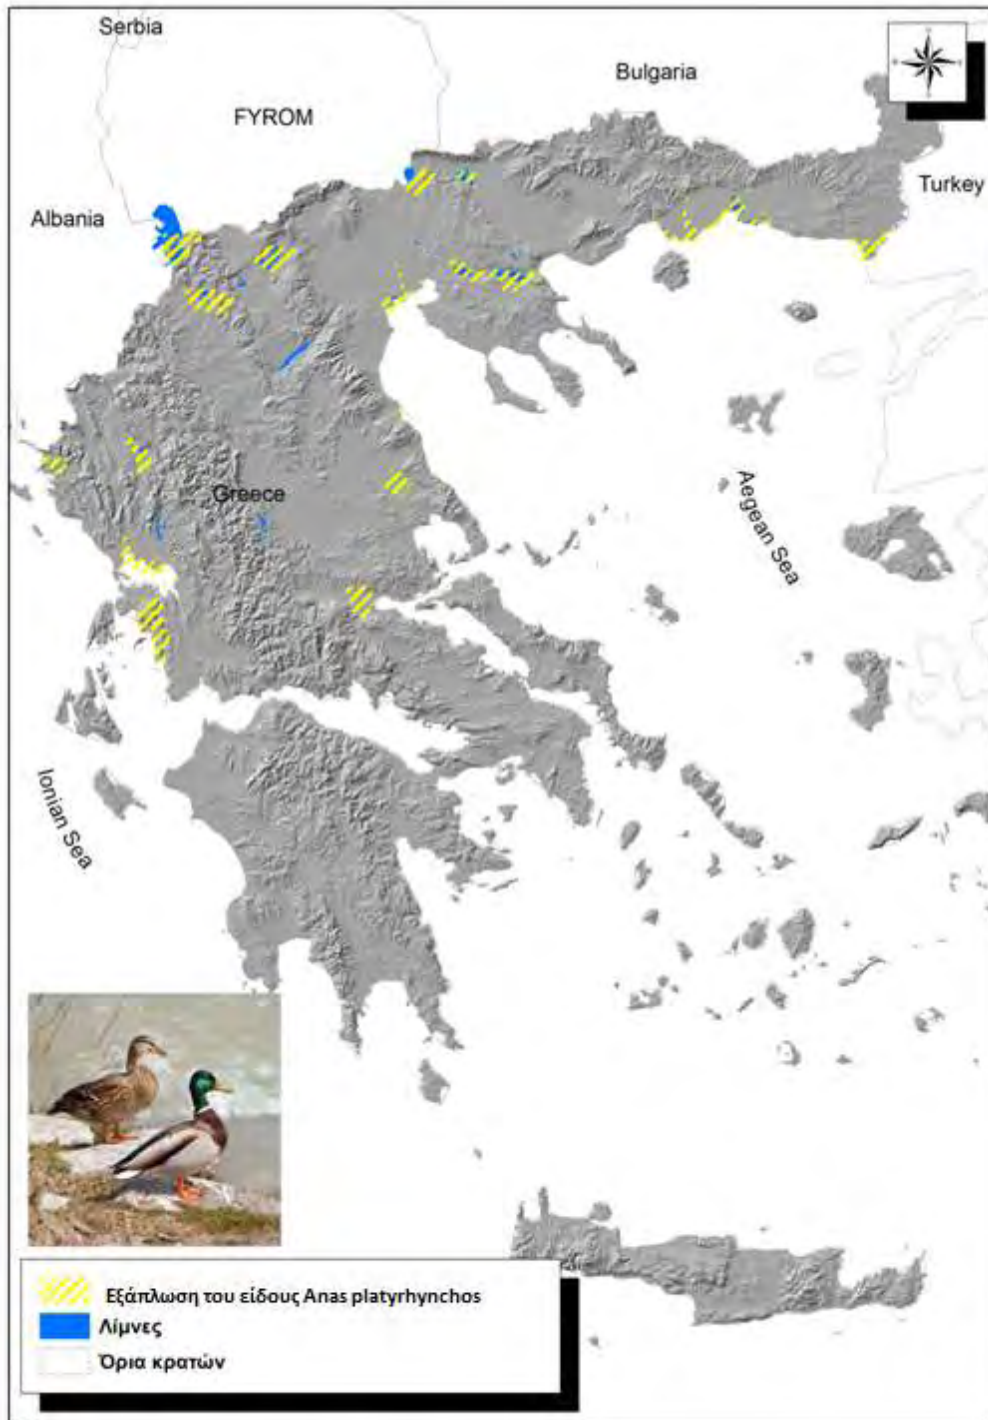 Serbia
Bulgaria
FYROM
Turkey
Albania
Greece
Aegean Sea
Ionian Sea
Εξάπλωση του είδους Anas platyrhynchos
Λίμνες
Όρια κρατών